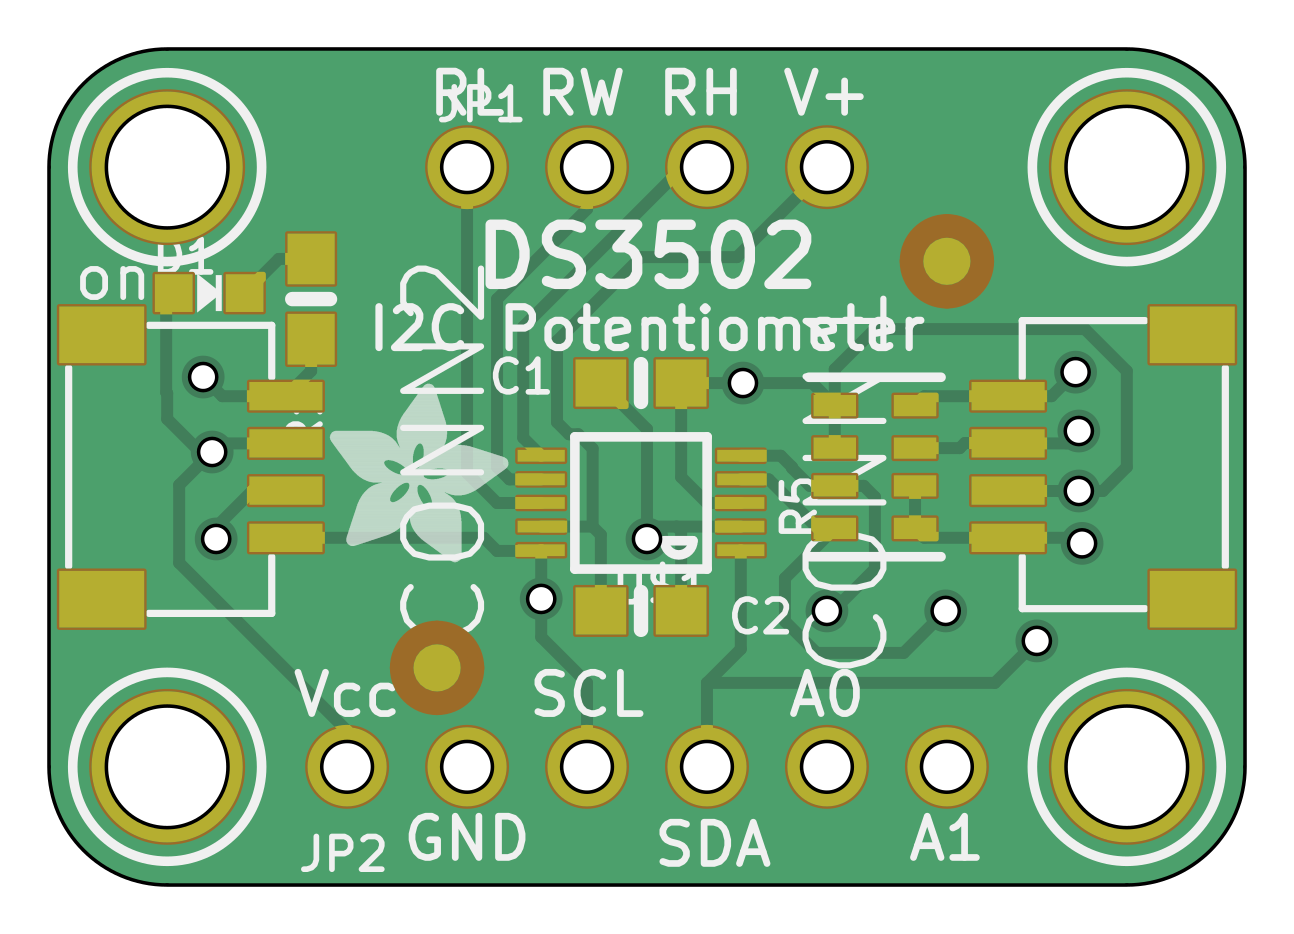 RL RW RH V+
JP1
DS3502
D1
on
I2C Potentiometer
CONN2
C1
R5
C2
Vcc SCL A0
GND SDA A1
JP2